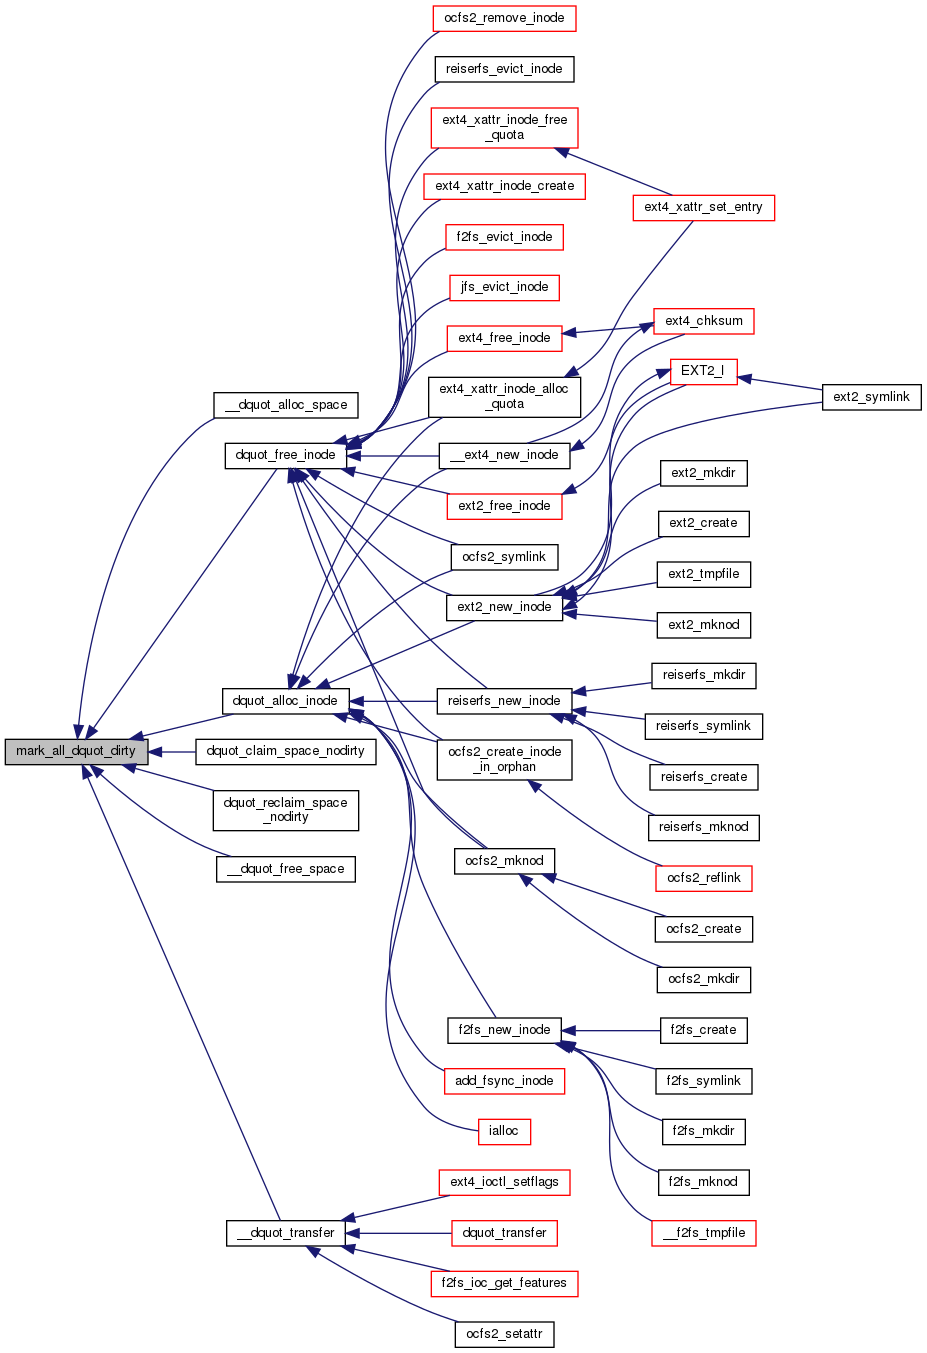 ocfs2_remove_inode
reiserfs_evict_inode
ext4_xattr_inode_free
_quota
ext4_xattr_inode_create
ext4_xattr_set_entry
f2fs_evict_inode
jfs_evict_inode
ext4_chksum
ext4_free_inode
EXT2_I
ext4_xattr_inode_alloc
_quota
ext2_symlink
__dquot_alloc_space
dquot_free_inode
__ext4_new_inode
ext2_mkdir
ext2_free_inode
ext2_create
ocfs2_symlink
ext2_tmpfile
ext2_new_inode
ext2_mknod
reiserfs_mkdir
dquot_alloc_inode
reiserfs_new_inode
reiserfs_symlink
mark_all_dquot_dirty
dquot_claim_space_nodirty
ocfs2_create_inode
_in_orphan
reiserfs_create
dquot_reclaim_space
_nodirty
reiserfs_mknod
__dquot_free_space
ocfs2_mknod
ocfs2_reflink
ocfs2_create
ocfs2_mkdir
f2fs_new_inode
f2fs_create
add_fsync_inode
f2fs_symlink
ialloc
f2fs_mkdir
ext4_ioctl_setflags
f2fs_mknod
__dquot_transfer
dquot_transfer
__f2fs_tmpfile
f2fs_ioc_get_features
ocfs2_setattr